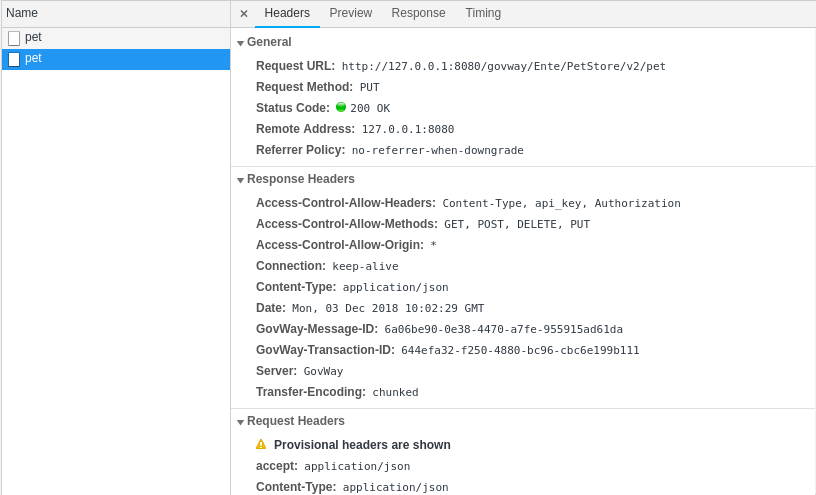 Name
× Headers Preview Response Timing
pet
pet
General
Request URL: http://127.0.0.1:8080/govway/Ente/PetStore/v2/pet
Request Method: PUT
Status Code: 200 OK
Remote Address: 127.0.0.1:8080
Referrer Policy: no-referrer-when-downgrade
Response Headers
Access-Control-Allow-Headers: Content-Type, api_key, Authorization
Access-Control-Allow-Methods: GET, POST, DELETE, PUT
Access-Control-Allow-Origin: *
Connection: keep-alive
Content-Type: application/json
Date: Mon, 03 Dec 2018 10:02:29 GMT
GovWay-Message-ID: 6a06be90-0e38-4470-a7fe-955915ad61da
GovWay-Transaction-ID: 644efa32-f250-4880-bc96-cbc6e199b111
Server: GovWay
Transfer-Encoding: chunked
Request Headers
Provisional headers are shown
accept: application/json
Content-Type: application/json